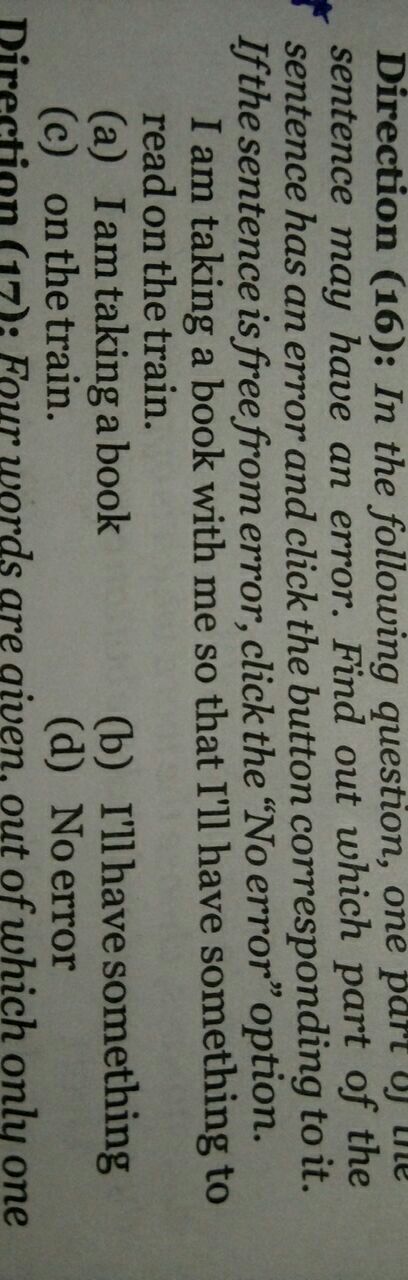 Direction (16): In the following question, one part of the
sentence may have an error. Find out which part of the
sentence has an error and click the button corresponding to it.
If the sentence is free from error, click the “No error” option.
I am taking a book with me so that I'll have something to
read on the train.
(a) I am taking a book (b) I'll have something
(c) on the train. (d) No error
Direction (17): Four words are given, out of which only one